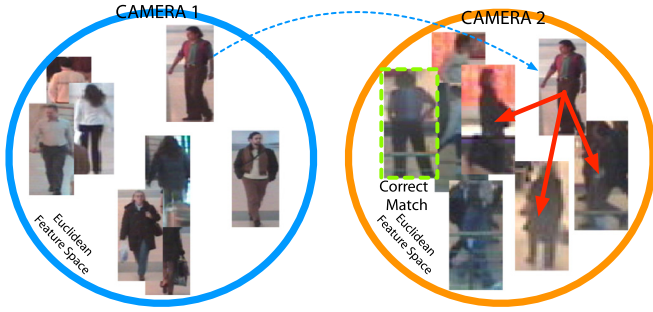 CAMERA 1
CAMERA 2
Correct
Match
Euclidean
Feature Space
Euclidean
Feature Space